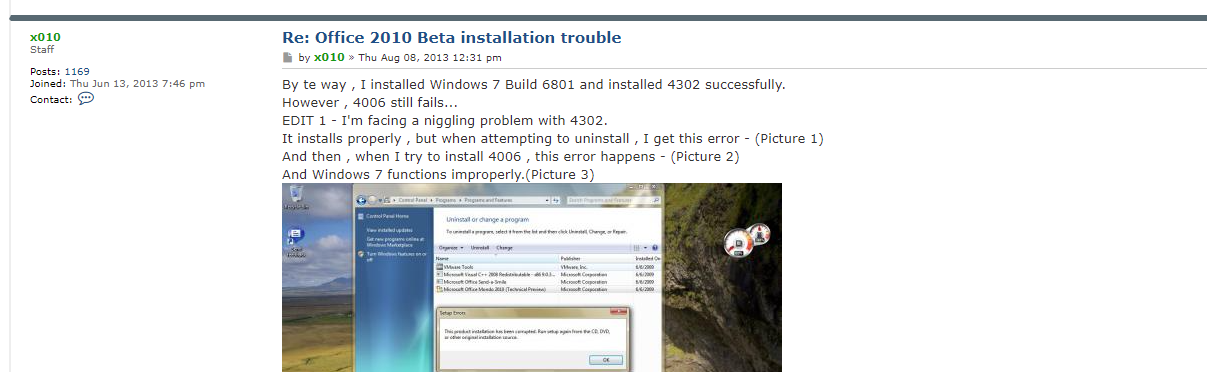 x010
Staff
Posts: 1169
Joined: Thu Jun 13, 2013 7:46 pm
Contact:
Re: Office 2010 Beta installation trouble
by x010 » Thu Aug 08, 2013 12:31 pm
By te way , I installed Windows 7 Build 6801 and installed 4302 successfully.
However , 4006 still fails...
EDIT 1 - I'm facing a niggling problem with 4302.
It installs properly , but when attempting to uninstall , I get this error - (Picture 1)
And then , when I try to install 4006 , this error happens - (Picture 2)
And Windows 7 functions improperly.(Picture 3)
Control Panel Programs Programs and Features
Search Programs and Features
Control Panel Home
View installed updates
Get new programs online at
Windows Marketplace
Turn Windows features on or
off
Uninstall or change a program
To uninstall a program, select it from the list and then click Uninstall, Change, or Repair.
Organize Uninstall Change
Name Publisher Installed On
VMware Tools VMware, Inc. 6/6/2009
Microsoft Visual C++ 2008 Redistributable - x86 9.0.3... Microsoft Corporation 6/6/2009
Microsoft Office Send-a-Smile Microsoft Corporation 6/6/2009
Microsoft Office Mondo 2010 (Technical Preview) Microsoft Corporation 6/6/2009
Setup Errors
This product installation has been corrupted. Run setup again from the CD, DVD,
or other original installation source.
OK